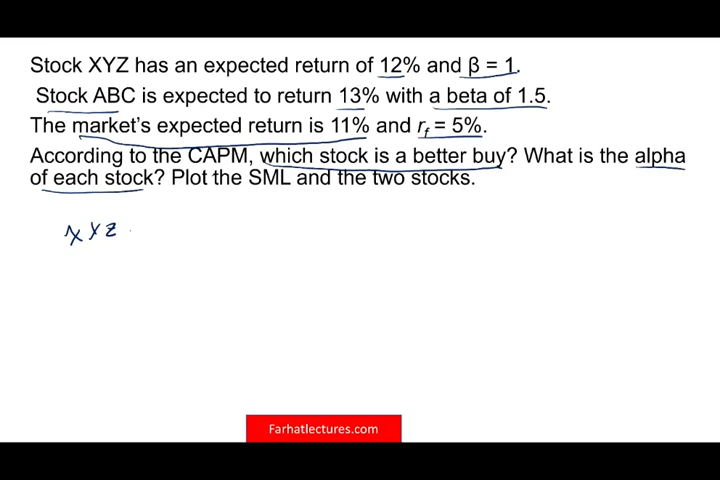 Stock XYZ has an expected return of 12% and β = 1.
Stock ABC is expected to return 13% with a beta of 1.5.
The market's expected return is 11% and rf = 5%.
According to the CAPM, which stock is a better buy? What is the alpha
of each stock? Plot the SML and the two stocks.
XYZ
Farhatlectures.com